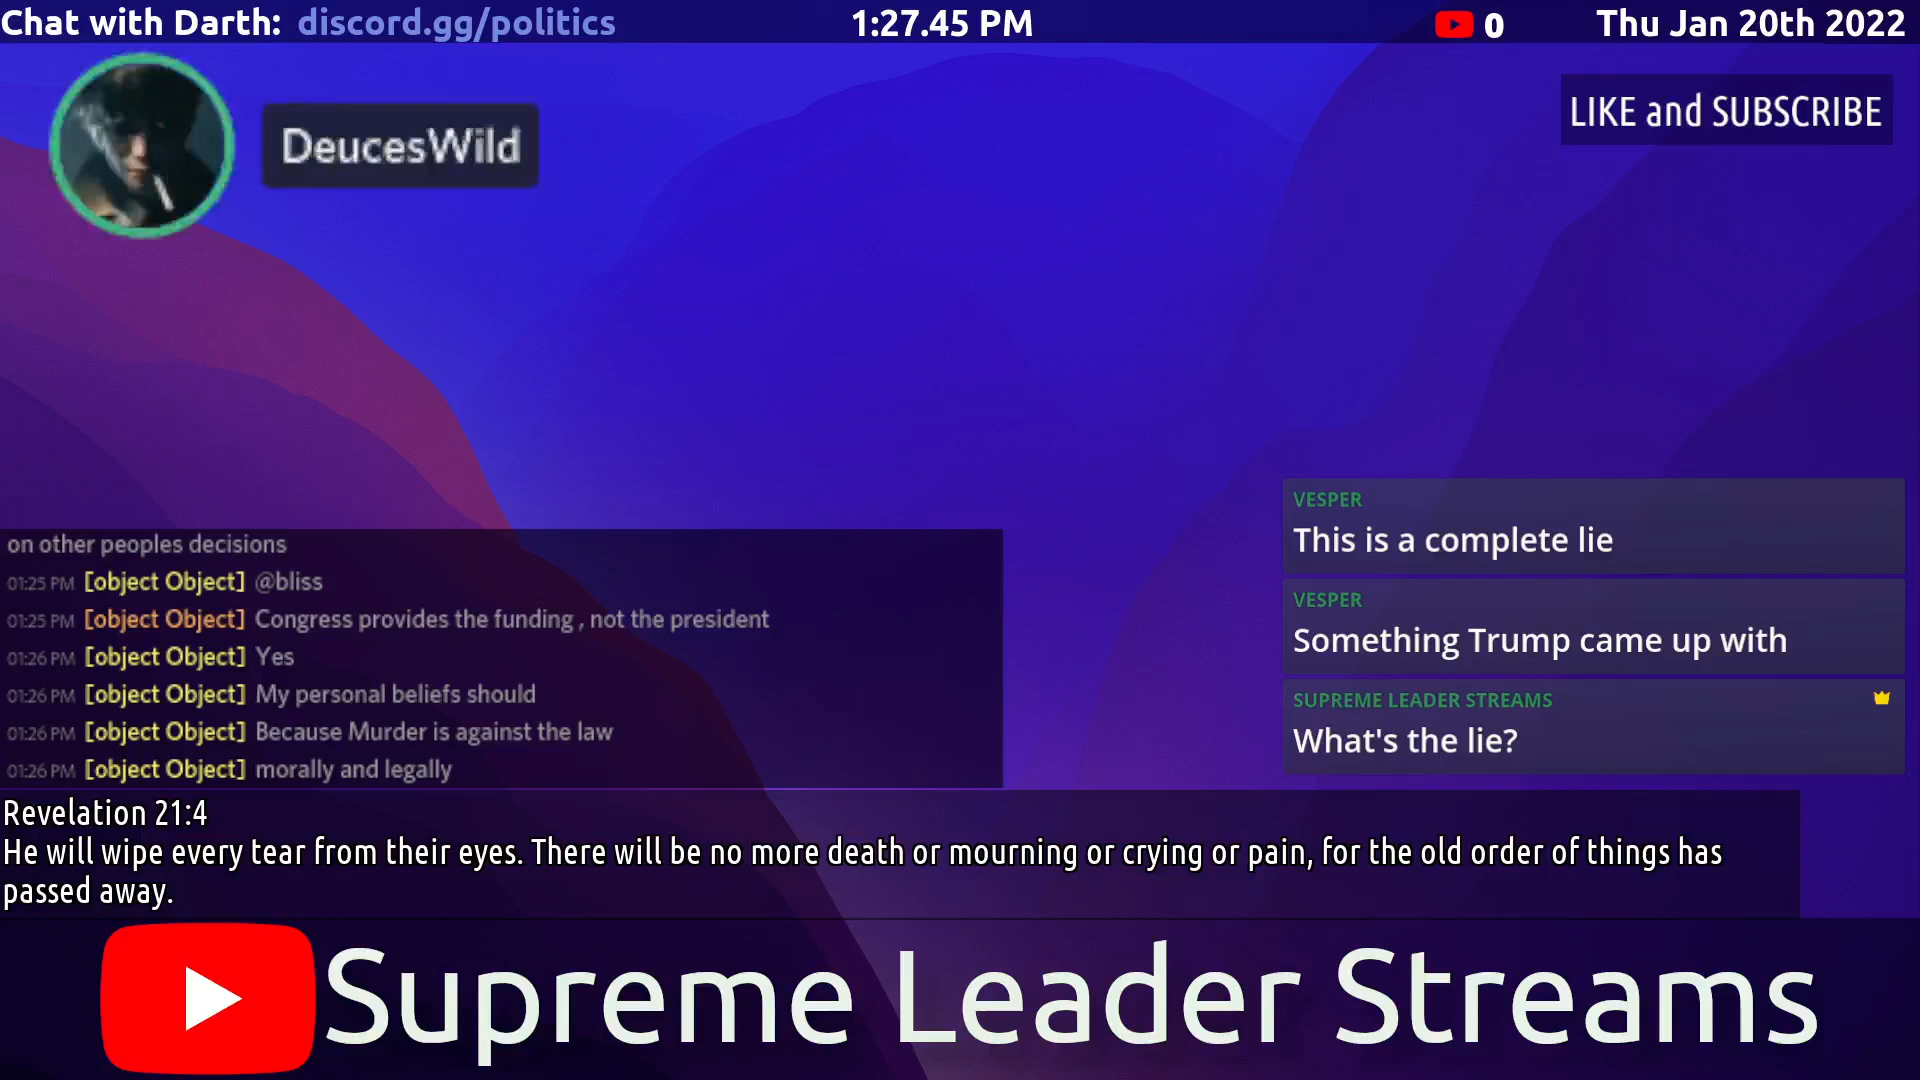 Chat with Darth: discord.gg/politics
1:27.45 PM
0
Thu Jan 20th 2022
DeucesWild
LIKE and SUBSCRIBE
on other peoples decisions
01:25 PM [object Object] @bliss
01:25 PM [object Object] Congress provides the funding , not the president
01:26 PM [object Object] Yes
01:26 PM [object Object] My personal beliefs should
01:26 PM [object Object] Because Murder is against the law
01:26 PM [object Object] morally and legally
VESPER
This is a complete lie
VESPER
Something Trump came up with
SUPREME LEADER STREAMS
What's the lie?
Revelation 21:4
He will wipe every tear from their eyes. There will be no more death or mourning or crying or pain, for the old order of things has
passed away.
Supreme Leader Streams